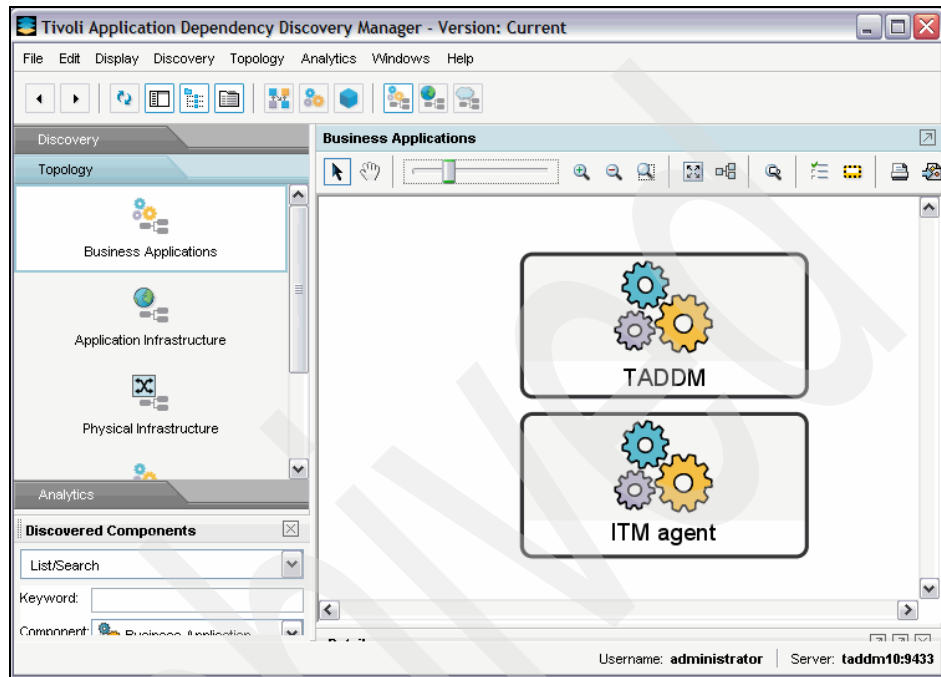 Tivoli Application Dependency Discovery Manager - Version: Current
File Edit Display Discovery Topology Analytics Windows Help
Discovery
Topology
Business Applications
Application Infrastructure
Physical Infrastructure
Analytics
Discovered Components
List/Search
Keyword:
Component: Business Application
Business Applications
TADDM
ITM agent
Username: administrator
Server: taddm10:9433